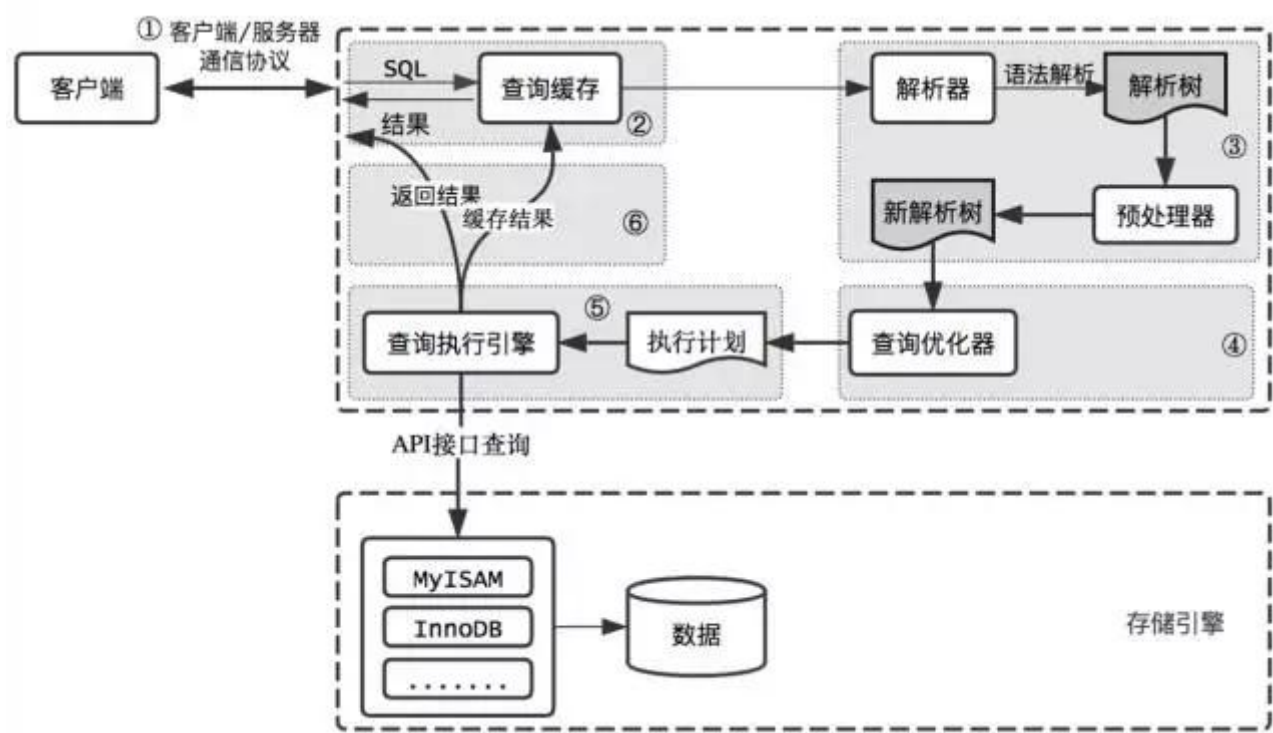 ① 客户端/服务器
通信协议
客户端
SQL
查询缓存
结果
②
解析器
语法解析
解析树
③
预处理器
新解析树
返回结果
缓存结果
⑥
⑤
查询执行引擎
执行计划
查询优化器
④
API接口查询
MyISAM
InnoDB
.......
数据
存储引擎